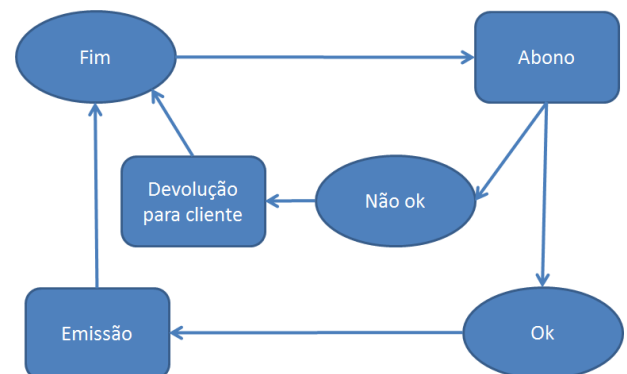 Fim
Abono
Devolução
para cliente
Não ok
Emissão
Ok